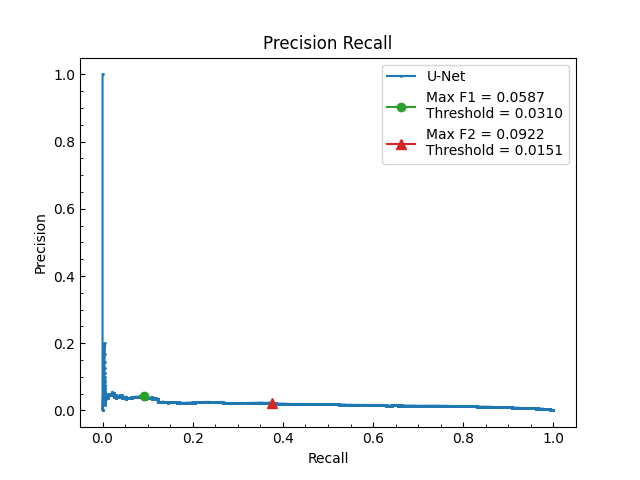 Precision Recall
U-Net
Max F1 = 0.0587
Threshold = 0.0310
Max F2 = 0.0922
Threshold = 0.0151
Precision
1.0
0.8
0.6
0.4
0.2
0.0
0.0 0.2 0.4 0.6 0.8 1.0
Recall